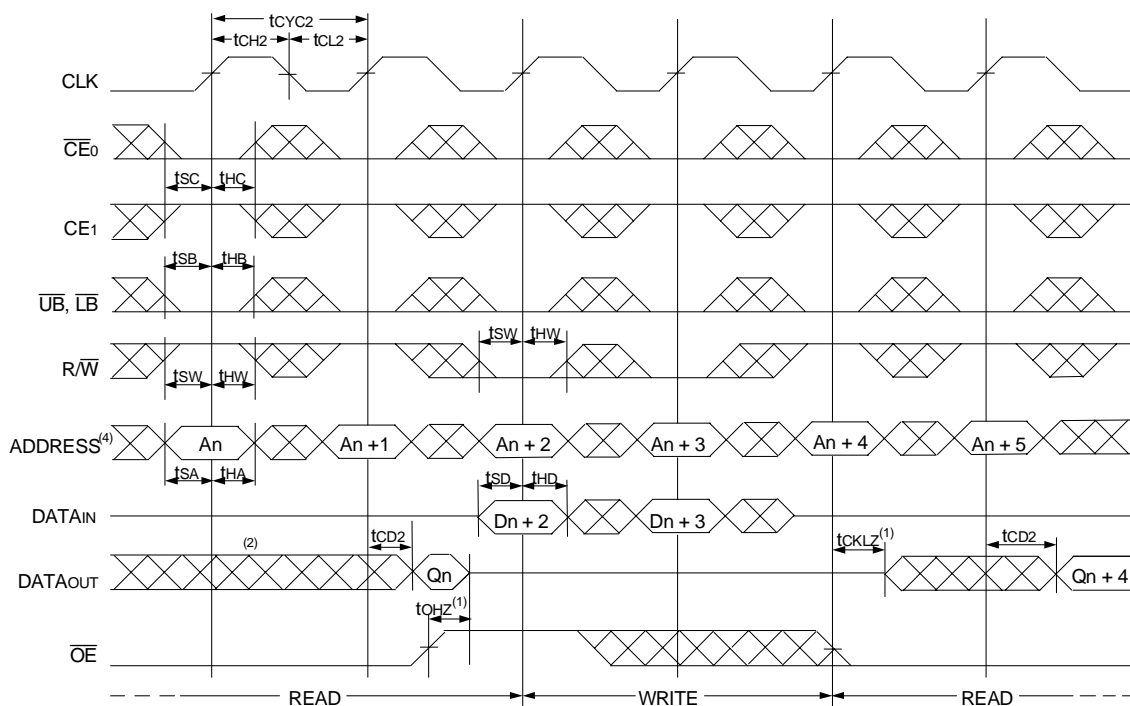 tCYC2
tCH2 tCL2
CLK
CE0
tSC tHC
CE1
tSB tHB
UB, LB
tSW tHW
R/W
tSW tHW
ADDRESS(4) An An + 1 An + 2 An + 3 An + 4 An + 5
tSA tHA
tSD tHD
DATAIN Dn + 2 Dn + 3
tCD2 tCKLZ(1) tCD2
(2)
DATAOUT Qn Qn + 4
tOHZ(1)
OE
READ WRITE READ